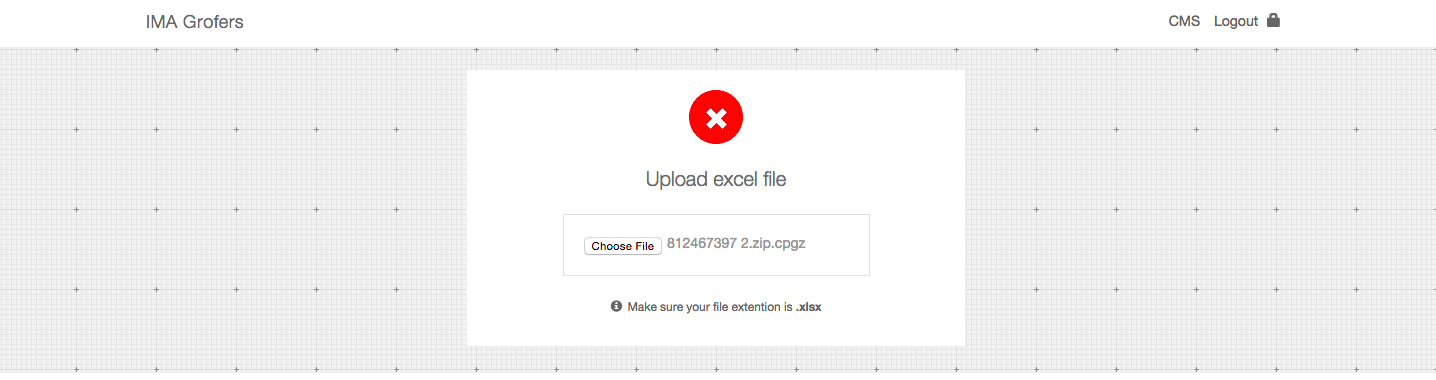 IMA Grofers
CMS Logout
Upload excel file
Choose File 812467397 2.zip.cpgz
Make sure your file extention is .xlsx